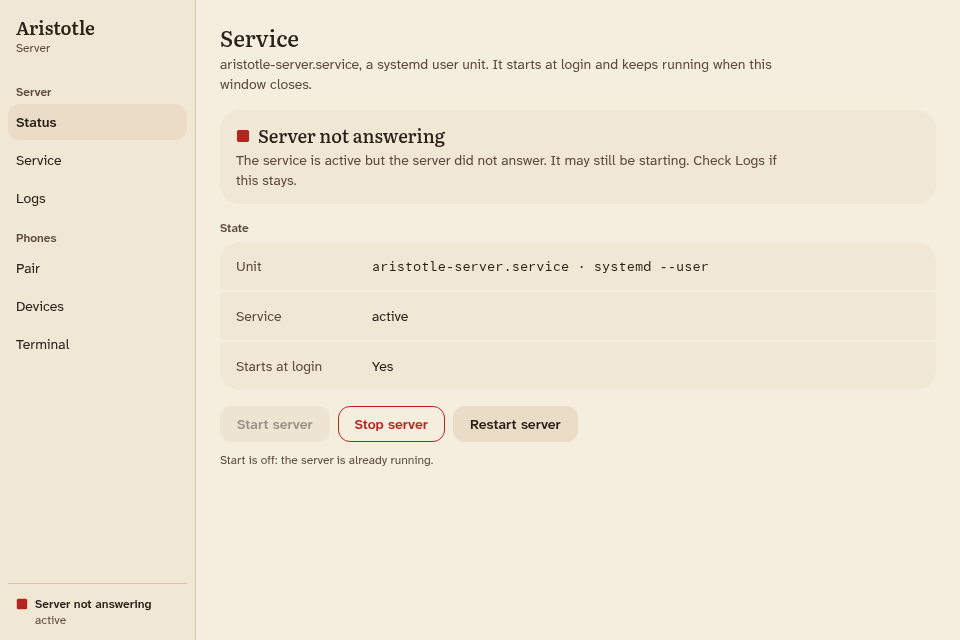 Aristotle
Server
Server
Status
Service
Logs
Phones
Pair
Devices
Terminal
Server not answering
active
Service
aristotle-server.service, a systemd user unit. It starts at login and keeps running when this
window closes.
Server not answering
The service is active but the server did not answer. It may still be starting. Check Logs if
this stays.
State
Unit aristotle-server.service · systemd --user
Service active
Starts at login Yes
Start server Stop server Restart server
Start is off: the server is already running.